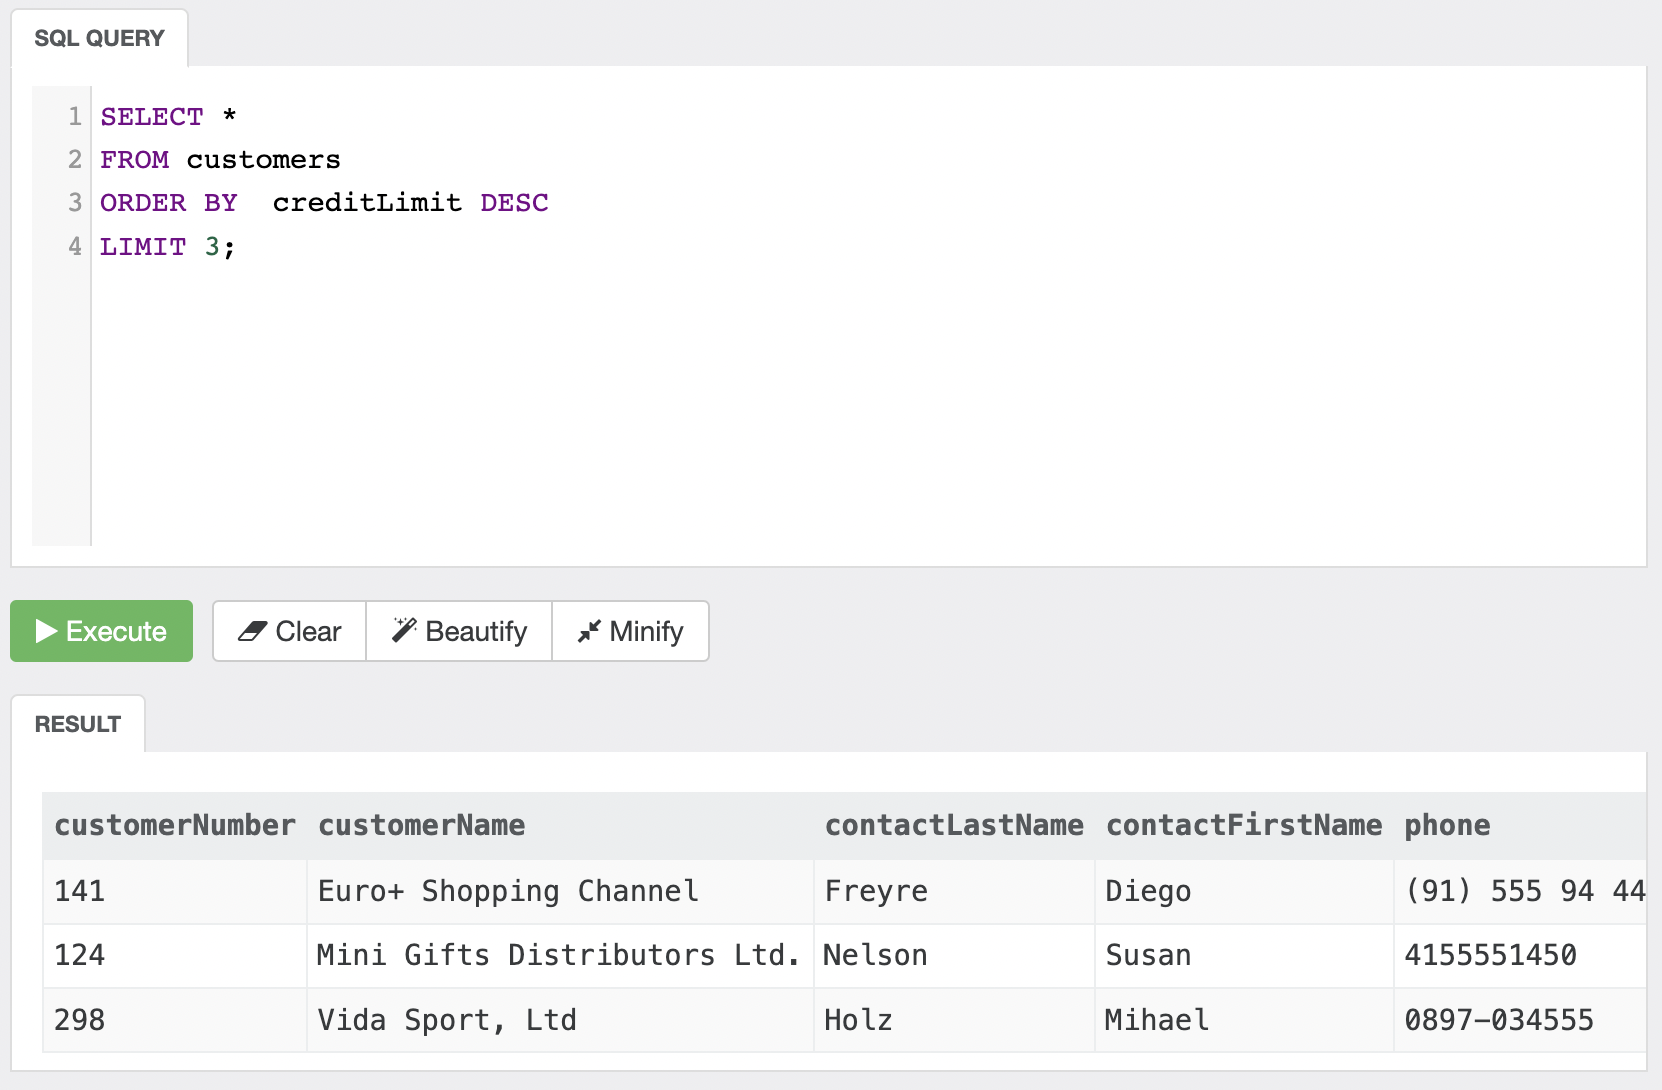 SQL QUERY
1 SELECT *
2 FROM customers
3 ORDER BY  creditLimit DESC
4 LIMIT 3;
Execute Clear Beautify Minify
RESULT
customerNumber customerName contactLastName contactFirstName phone
141 Euro+ Shopping Channel Freyre Diego (91) 555 94 44
124 Mini Gifts Distributors Ltd. Nelson Susan 4155551450
298 Vida Sport, Ltd Holz Mihael 0897-034555